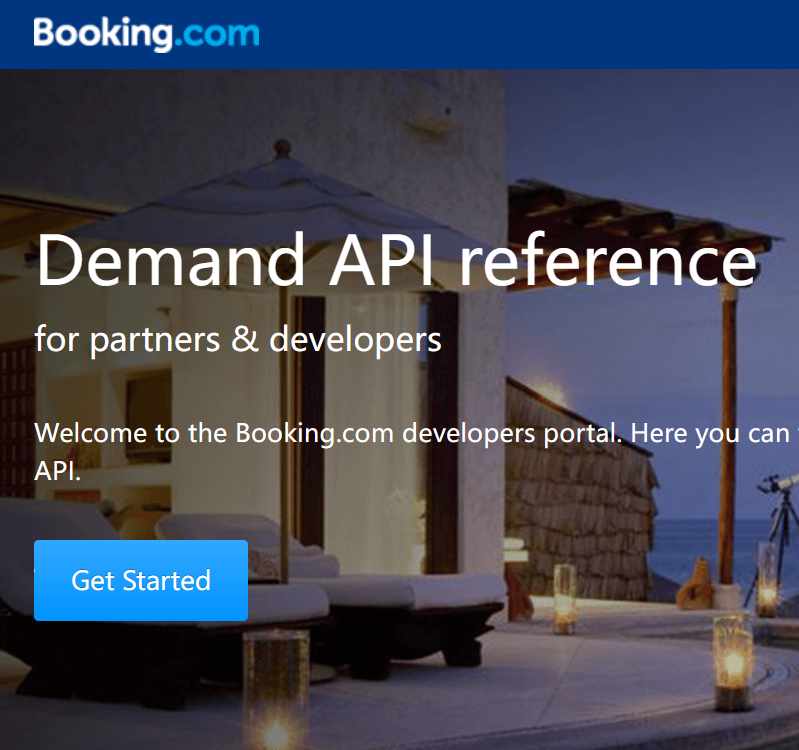 Booking.com
Demand API reference
for partners & developers
Welcome to the Booking.com developers portal. Here you can
API.
Get Started